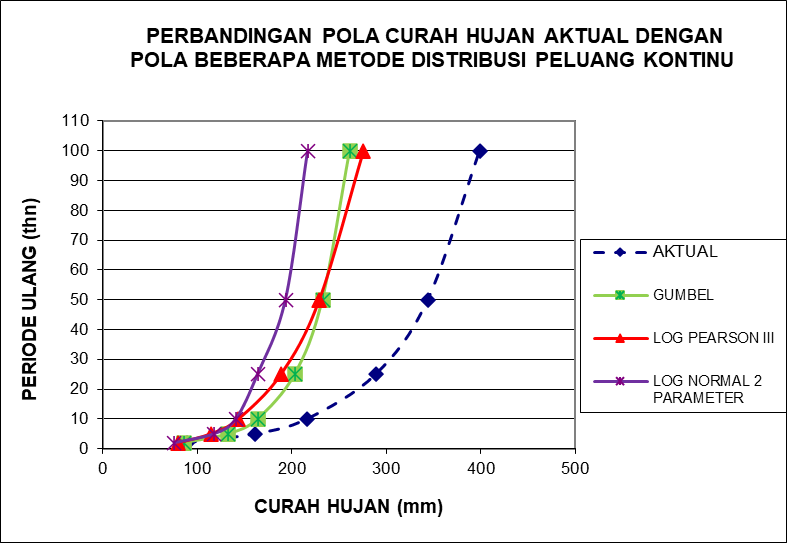 PERBANDINGAN POLA CURAH HUJAN AKTUAL DENGAN
POLA BEBERAPA METODE DISTRIBUSI PELUANG KONTINU
PERIODE ULANG (thn)
110
100
90
80
70
60
50
40
30
20
10
0
0 100 200 300 400 500
CURAH HUJAN (mm)
AKTUAL
GUMBEL
LOG PEARSON III
LOG NORMAL 2
PARAMETER